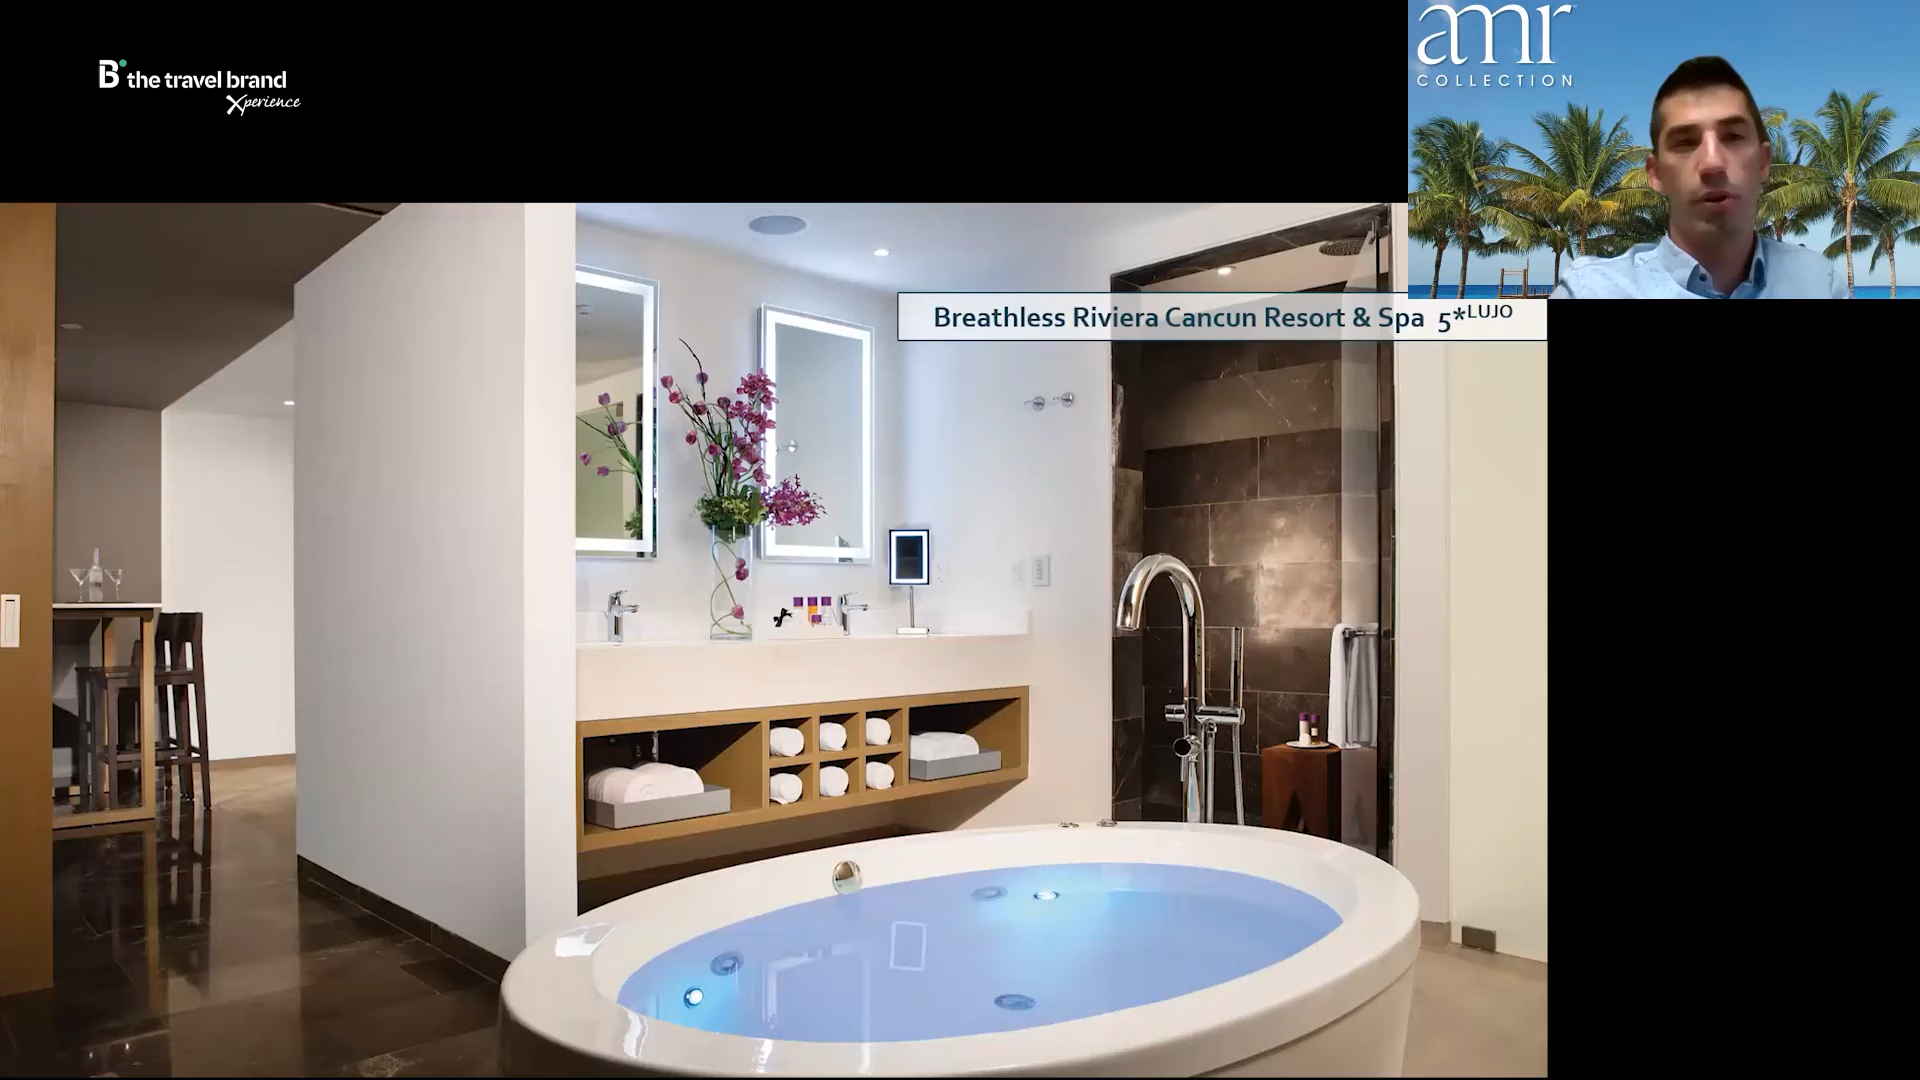 B the travel brand
Xperience
amr
COLLECTION
Breathless Riviera Cancun Resort & Spa 5*LUJO